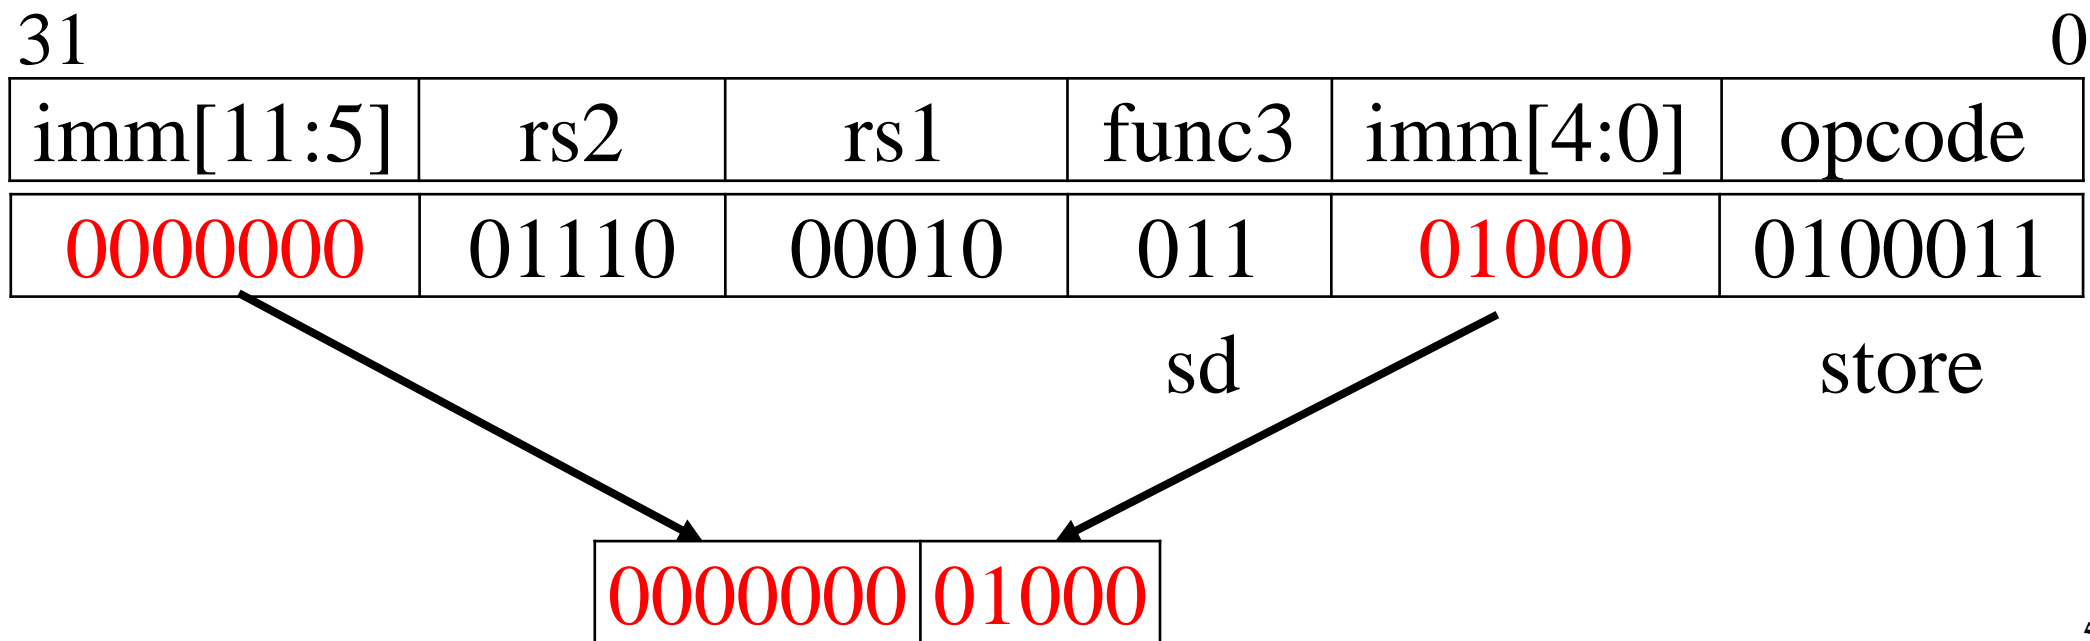 31 0
imm[11:5] rs2 rs1 func3 imm[4:0] opcode
0000000 01110 00010 011 01000 0100011
sd store
0000000 01000